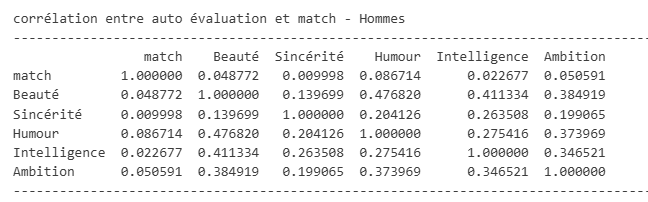 corrélation entre auto évaluation et match - Hommes
--------------------------------------------------------------------------------
match Beauté Sincérité Humour Intelligence Ambition
match 1.000000 0.048772 0.009998 0.086714 0.022677 0.050591
Beauté 0.048772 1.000000 0.139699 0.476820 0.411334 0.384919
Sincérité 0.009998 0.139699 1.000000 0.204126 0.263508 0.199065
Humour 0.086714 0.476820 0.204126 1.000000 0.275416 0.373969
Intelligence 0.022677 0.411334 0.263508 0.275416 1.000000 0.346521
Ambition 0.050591 0.384919 0.199065 0.373969 0.346521 1.000000
--------------------------------------------------------------------------------